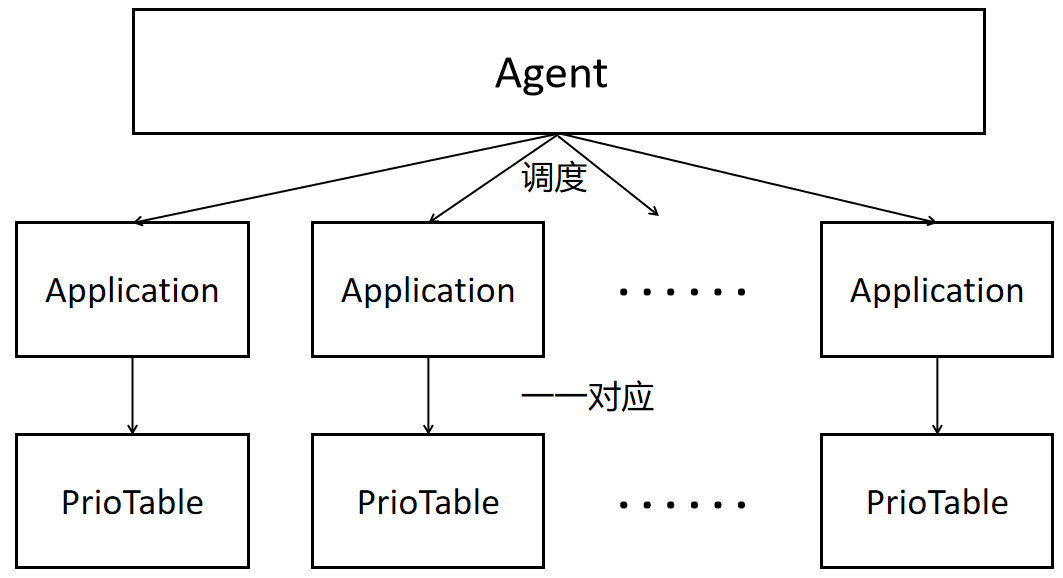 Agent
调度
Application Application ······ Application
一一对应
PrioTable PrioTable ······ PrioTable